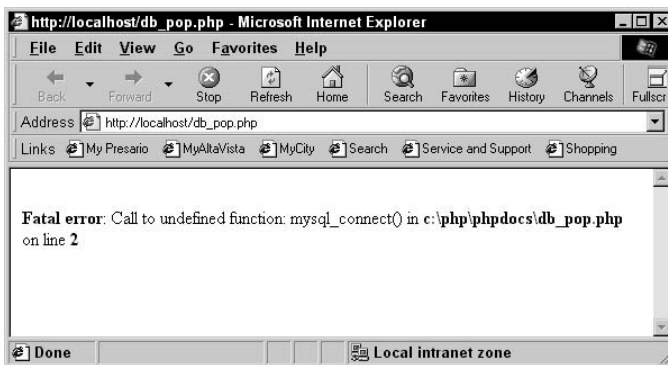 http://localhost/db_pop.php - Microsoft Internet Explorer
File Edit View Go Favorites Help
Back Forward Stop Refresh Home Search Favorites History Channels Fullscr
Address http://localhost/db_pop.php
Links My Presario MyAltaVista MyCity Search Service and Support Shopping
Fatal error: Call to undefined function: mysql_connect() in c:\php\phpdocs\db_pop.php
on line 2
Done Local intranet zone